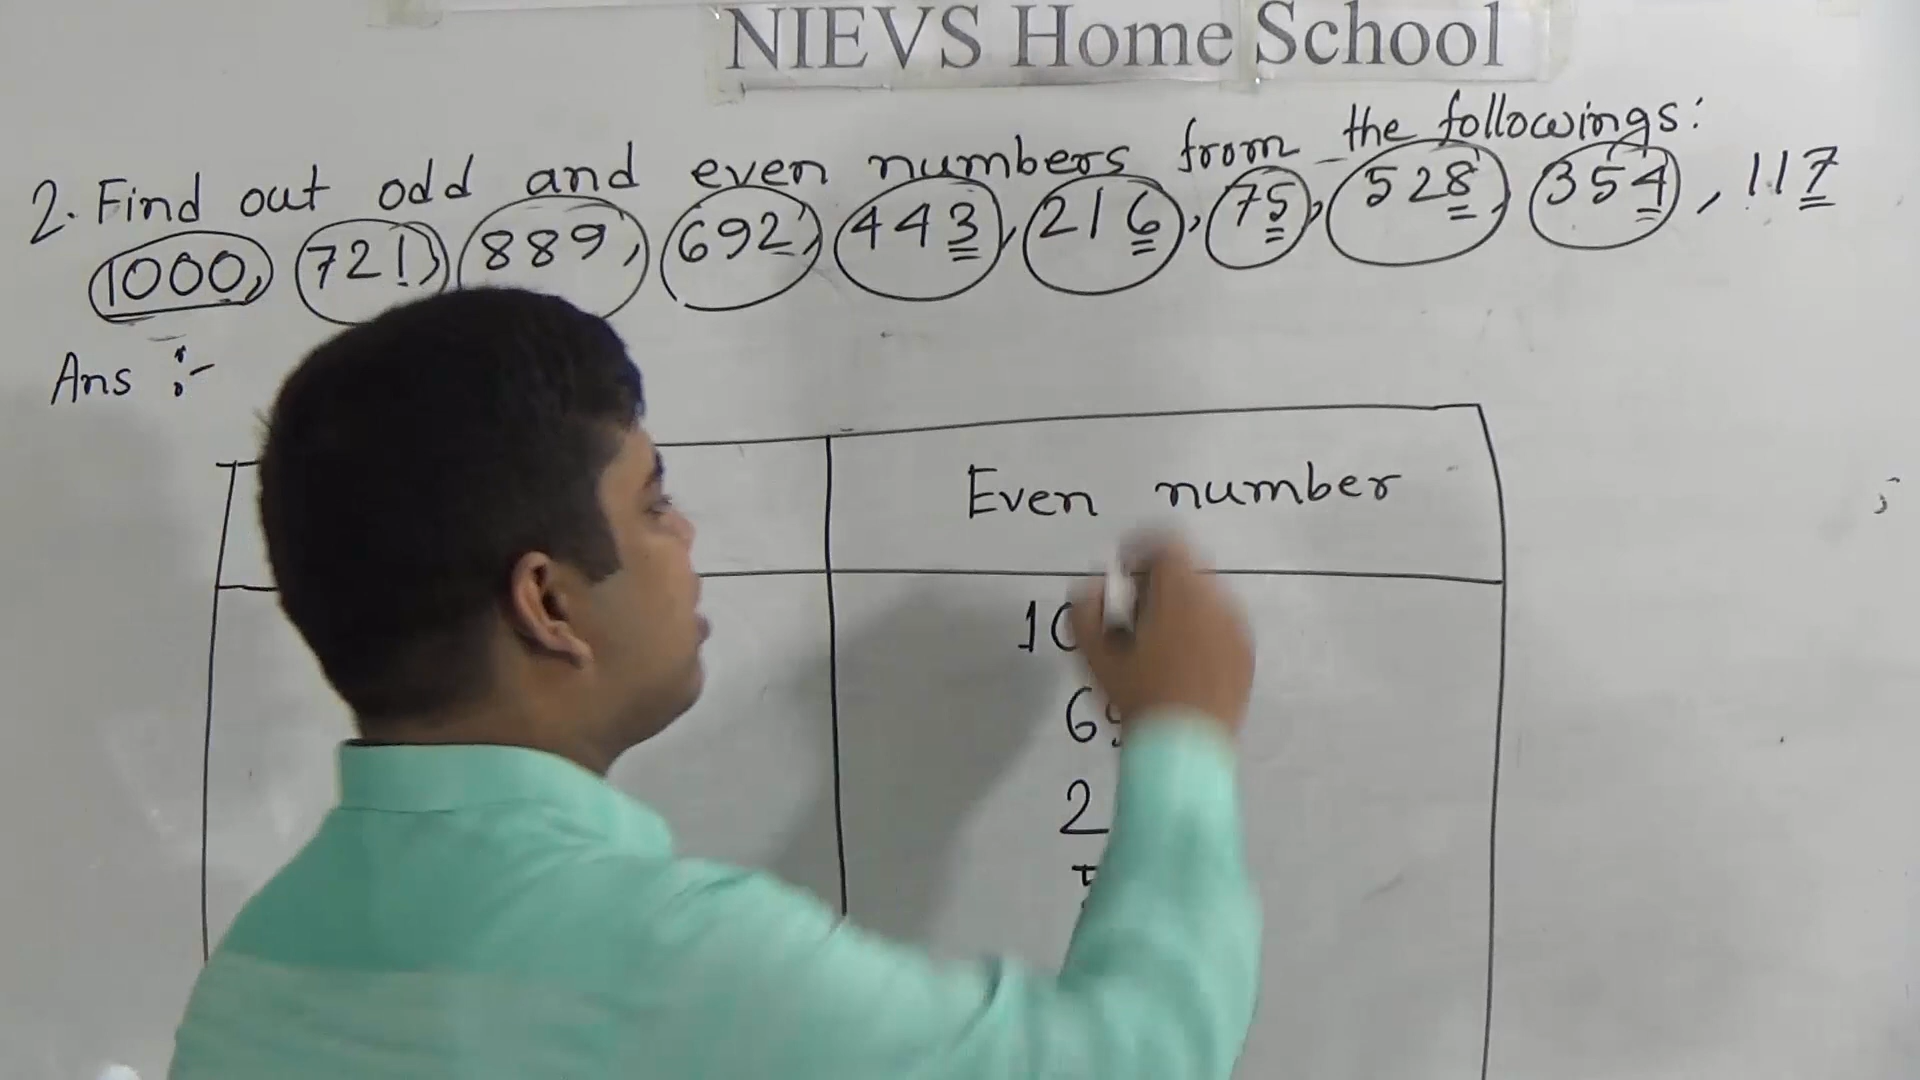 NIEVS Home School
2. Find out odd and even numbers from the followings:
1000, 721, 889, 692, 443, 216, 75, 528, 354, 117
Ans :-
Even number